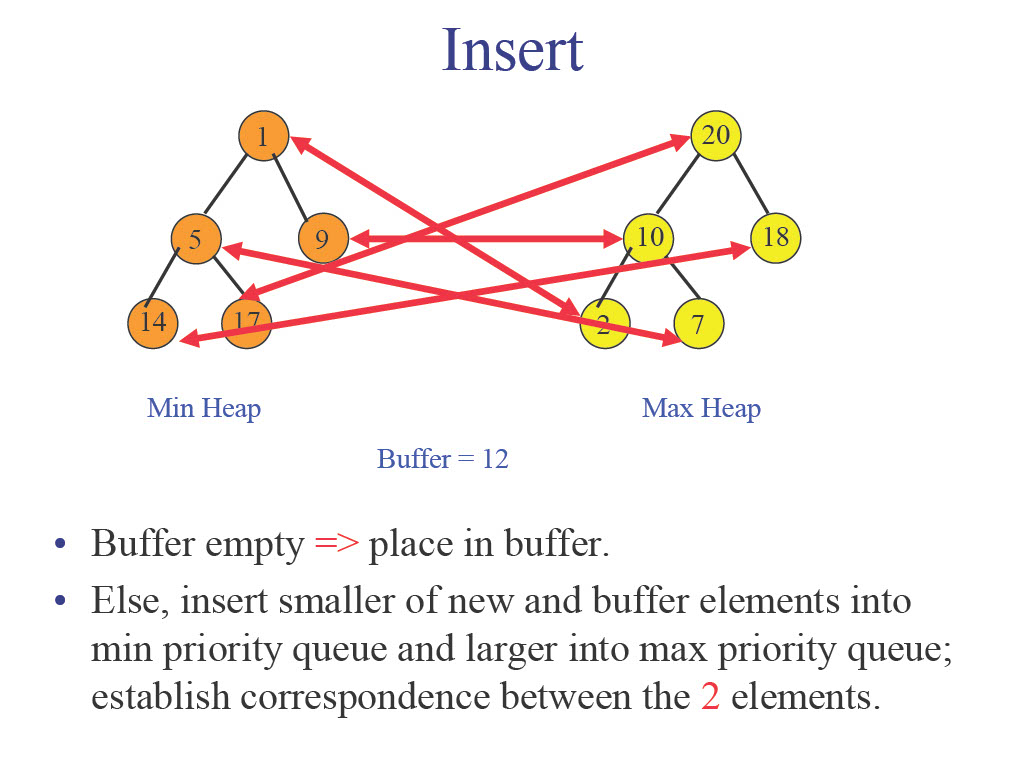 Insert
1
20
5
9
10
18
14
17
2
7
Min Heap
Max Heap
Buffer = 12
• Buffer empty => place in buffer.
• Else, insert smaller of new and buffer elements into
min priority queue and larger into max priority queue;
establish correspondence between the 2 elements.